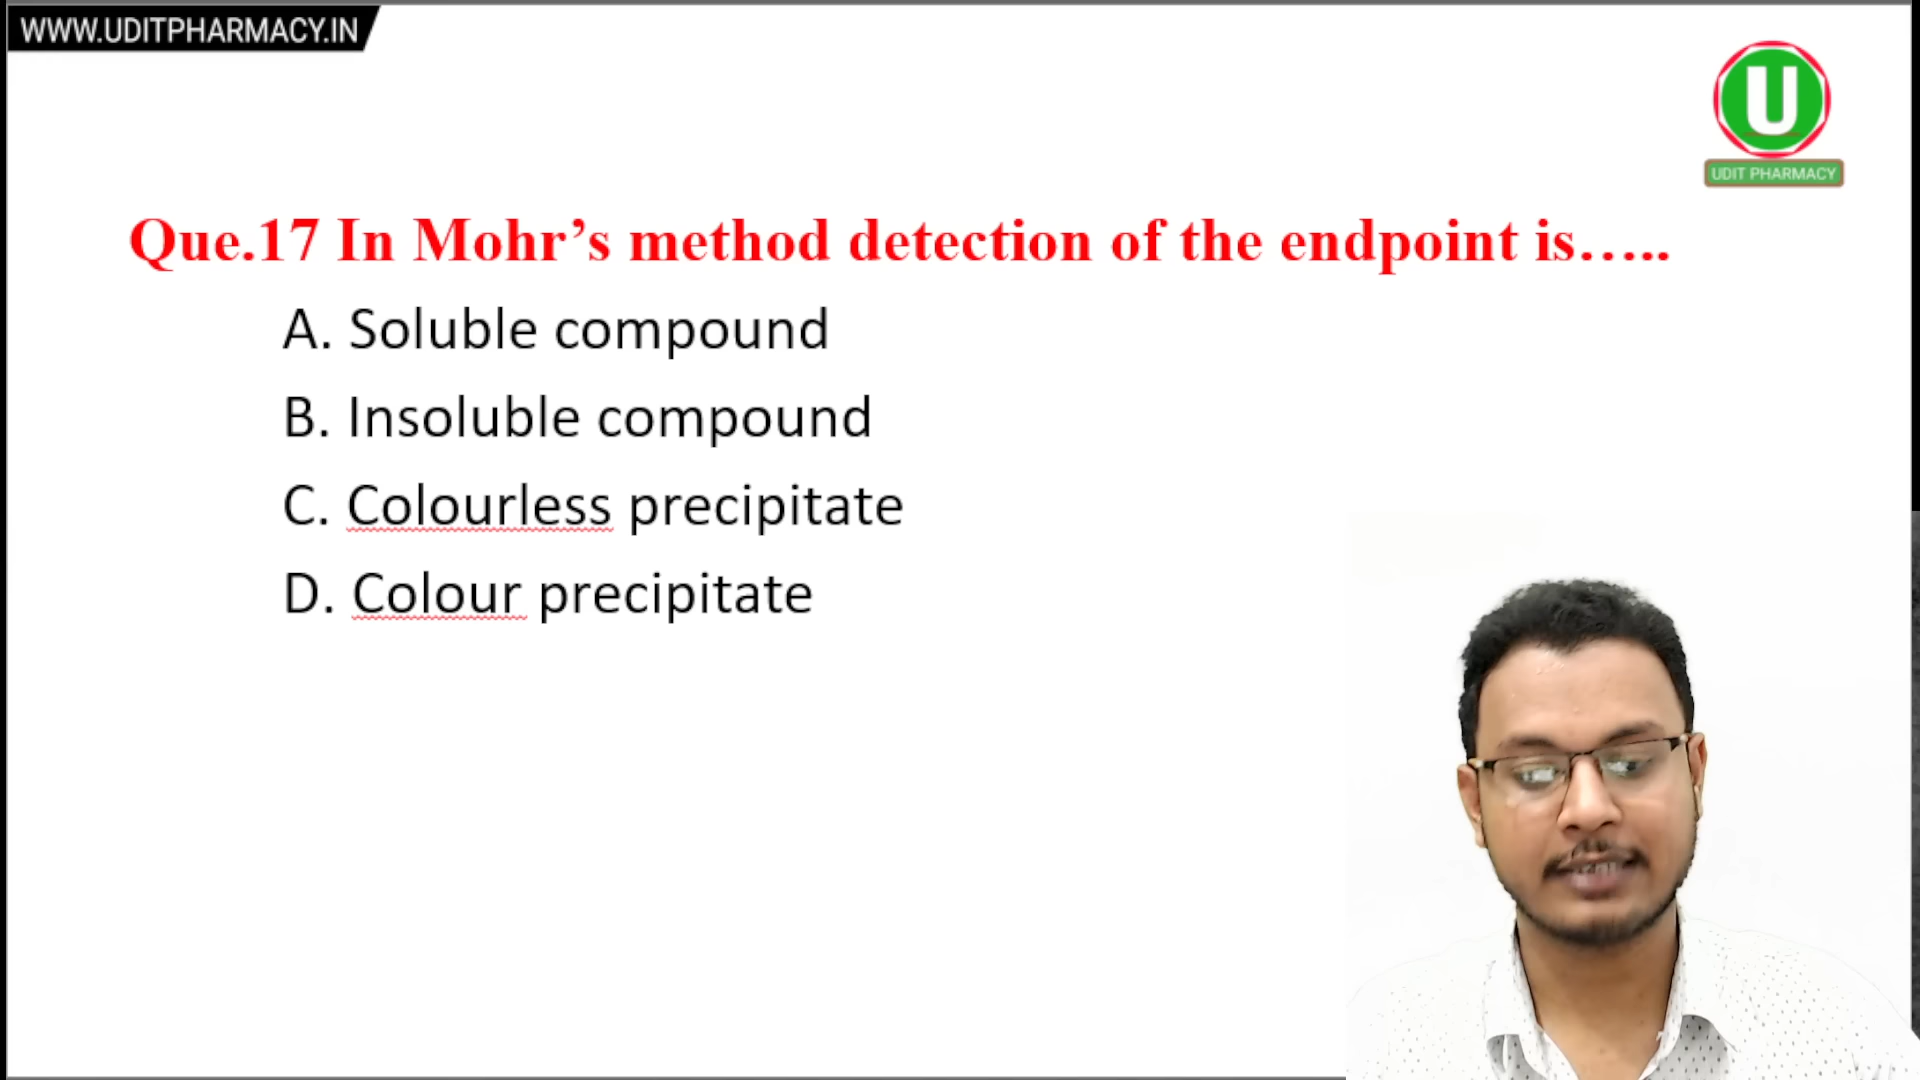 WWW.UDITPHARMACY.IN
U
UDIT PHARMACY
Que.17 In Mohr’s method detection of the endpoint is…..
A. Soluble compound
B. Insoluble compound
C. Colourless precipitate
D. Colour precipitate